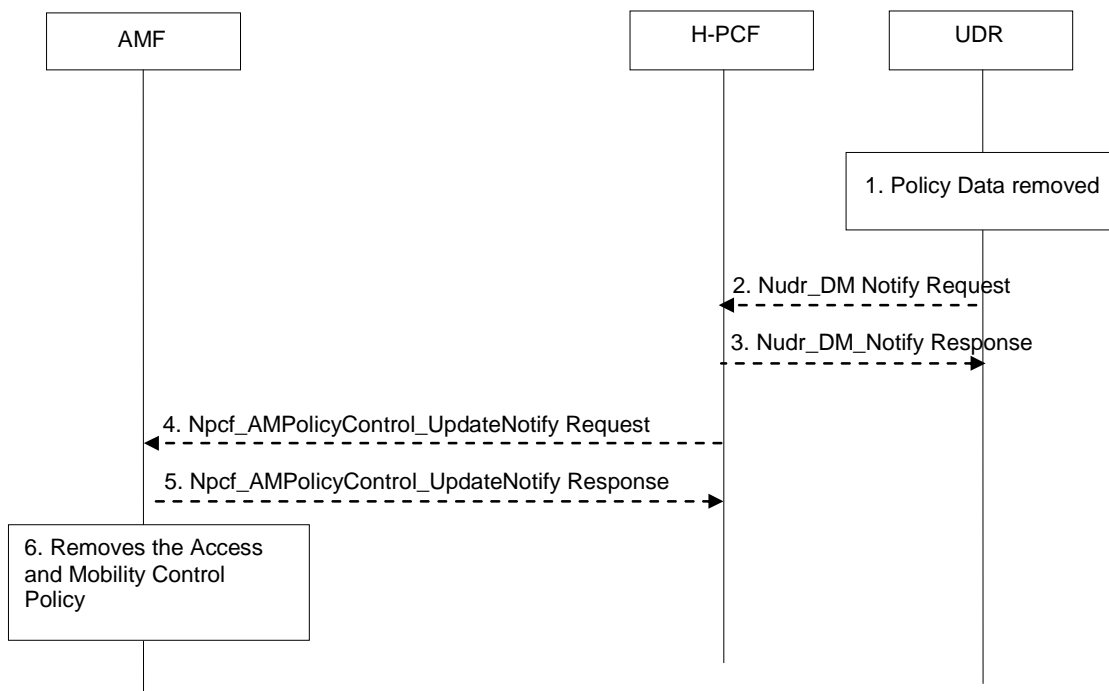 AMF
H-PCF
UDR
1. Policy Data removed
2. Nudr_DM Notify Request
3. Nudr_DM_Notify Response
4. Npcf_AMPolicyControl_UpdateNotify Request
5. Npcf_AMPolicyControl_UpdateNotify Response
6. Removes the Access
and Mobility Control
Policy